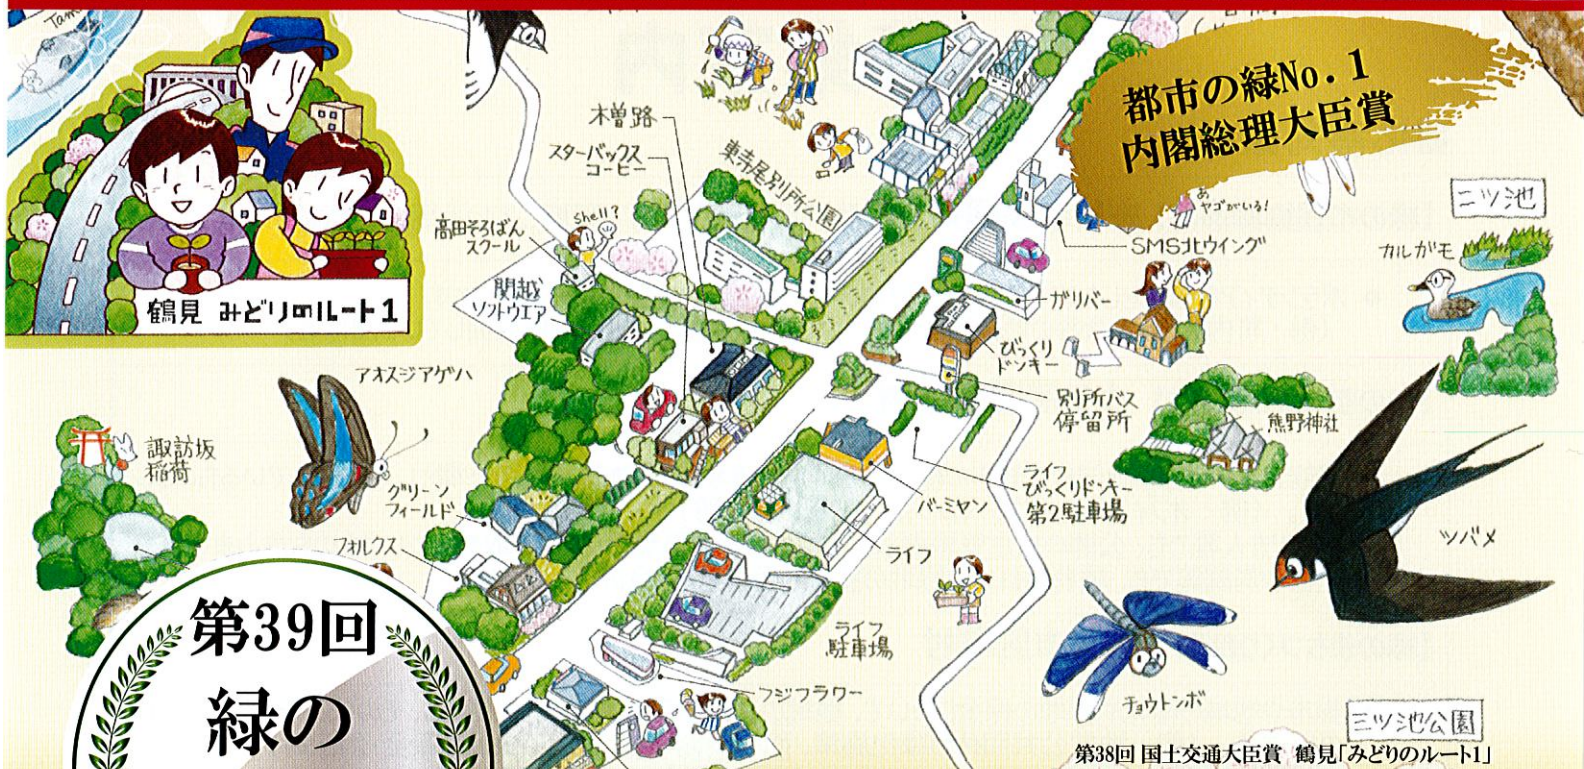 Tam
都市の緑No.1
内閣総理大臣賞
木曽路
スターバックス
コーヒー
東寺尾別所公園
Shell?
高田そろばん
スクール
関越
ソフトウエア
鶴見 みどりのルート1
あ
ヤゴがいる!
SMS北ウイング
二ツ池
カルガモ
ガリバー
びっくり
ドンキー
別所バス
停留所
熊野神社
アオスジアゲハ
諏訪坂
稲荷
グリーン
フィールド
フォルクス
バーミヤン
ライフ
びっくりドンキー
第2駐車場
ライフ
ツバメ
ライフ
駐車場
フジフラワー
チョウトンボ
三ツ池公園
第39回
緑の
第38回 国土交通大臣賞 鶴見「みどりのルート1」